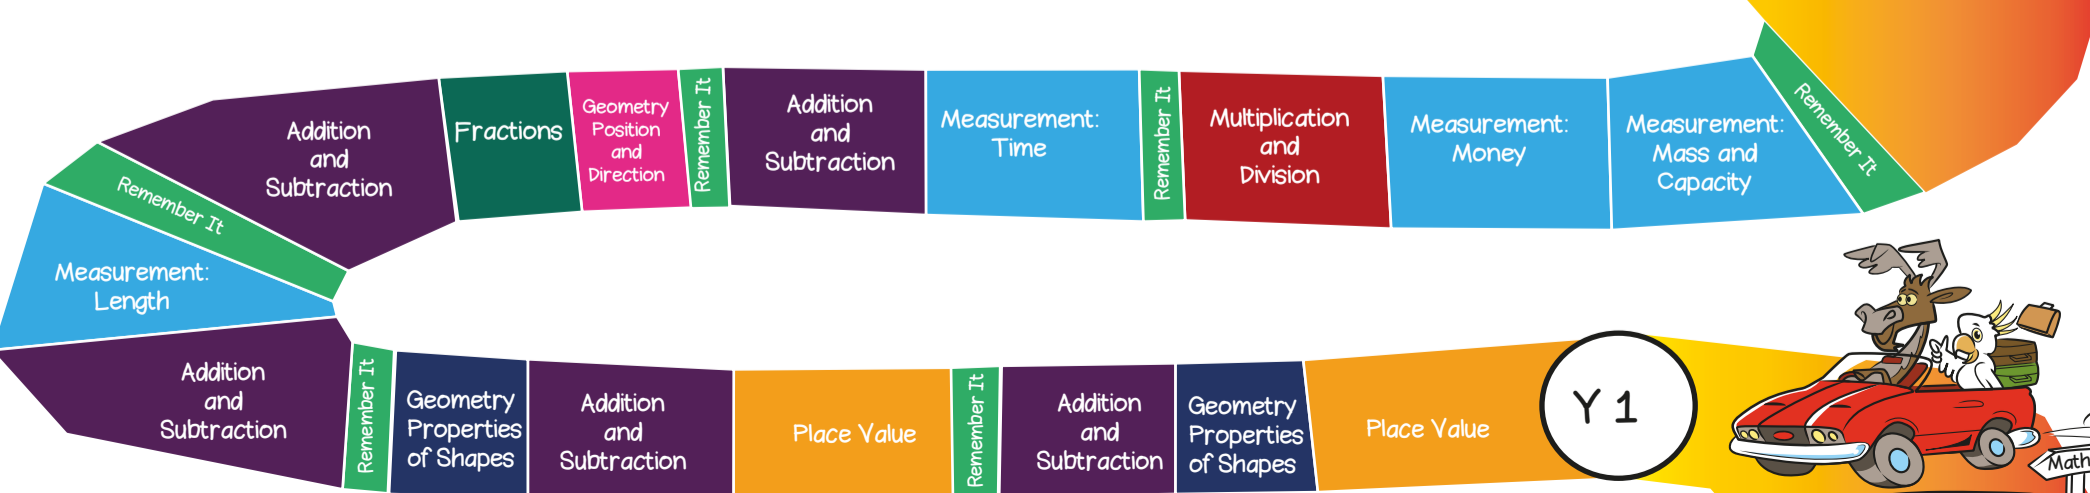 Addition
and
Subtraction
Fractions
Geometry
Position
and
Direction
Remember It
Addition
and
Subtraction
Measurement:
Time
Remember It
Multiplication
and
Division
Measurement:
Money
Measurement:
Mass and
Capacity
Remember It
Remember It
Measurement:
Length
Addition
and
Subtraction
Remember It
Geometry
Properties
of Shapes
Addition
and
Subtraction
Place Value
Remember It
Addition
and
Subtraction
Geometry
Properties
of Shapes
Place Value
Y 1
Math